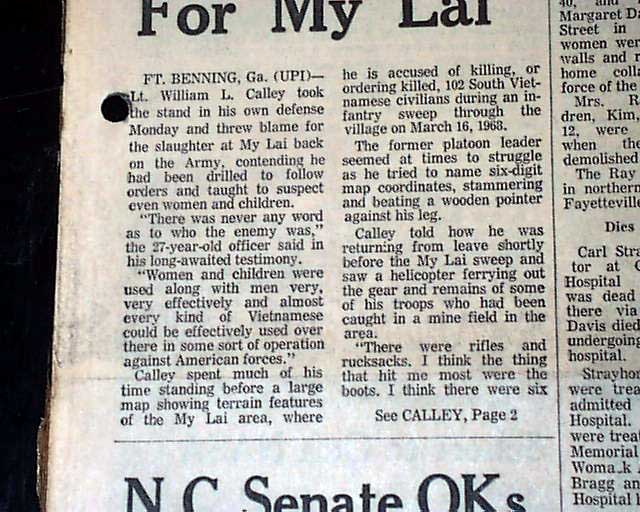 For My Lai
FT. BENNING, Ga. (UPI)—
Lt. William L. Calley took
the stand in his own defense
Monday and threw blame for
the slaughter at My Lai back
on the Army, contending he
had been drilled to follow
orders and taught to suspect
even women and children.
"There was never any word
as to who the enemy was,"
the 27-year-old officer said in
his long-awaited testimony.
"Women and children were
used along with men very,
very effectively and almost
every kind of Vietnamese
could be effectively used over
there in some sort of operation
against American forces."
Calley spent much of his
time standing before a large
map showing terrain features
of the My Lai area, where
he is accused of killing, or
ordering killed, 102 South Viet-
namese civilians during an in-
fantry sweep through the
village on March 16, 1968.
The former platoon leader
seemed at times to struggle
as he tried to name six-digit
map coordinates, stammering
and beating a wooden pointer
against his leg.
Calley told how he was
returning from leave shortly
before the My Lai sweep and
saw a helicopter ferrying out
the gear and remains of some
of his troops who had been
caught in a mine field in the
area.
"There were rifles and
rucksacks. I think the thing
that hit me most were the
boots. I think there were six
See CALLEY, Page 2
N.C. Senate OKs
40, and
Margaret Da
Street in
women wer
walls and r
home colla
force of the
Mrs. R
dren, Kim,
12, were
when the
demolished
The Ray
in northern
Fayetteville
Dies
Carl Stra
tor at C
Hospital
was dead
there via
Davis died
undergoing
hospital.
Strayhor
were trea
admitted
Hospital.
were treat
Memorial
Bragg an
Hospital h